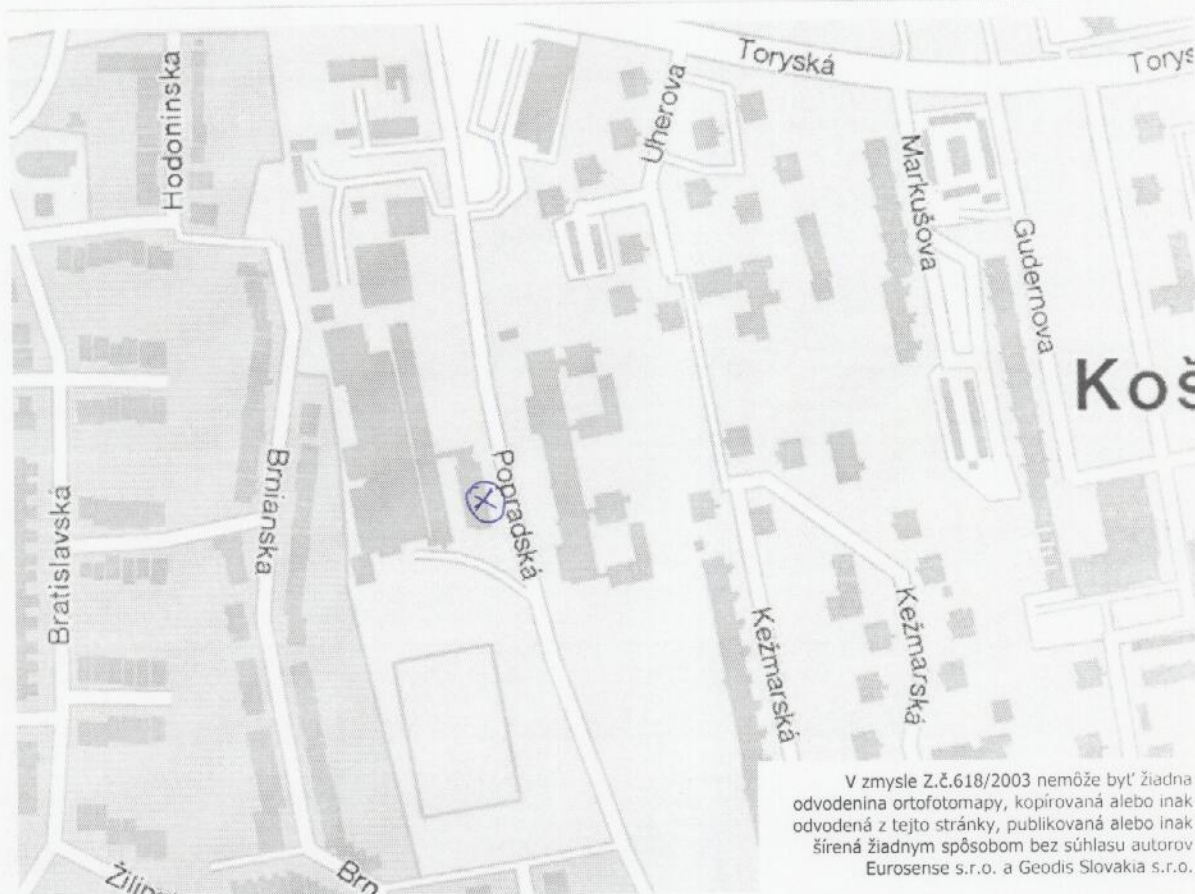 Toryská
Torys
Hodoninska
Uherova
Markušova
Gudernova
Koš
Popradská
Brnianska
Bratislavská
Kežmarská
Kežmarská
Žilin
Brn
V zmysle Z.č.618/2003 nemôže byť žiadna
odvodenina ortofotomapy, kopírovaná alebo inak
odvodená z tejto stránky, publikovaná alebo inak
šírená žiadnym spôsobom bez súhlasu autorov
Eurosense s.r.o. a Geodis Slovakia s.r.o.